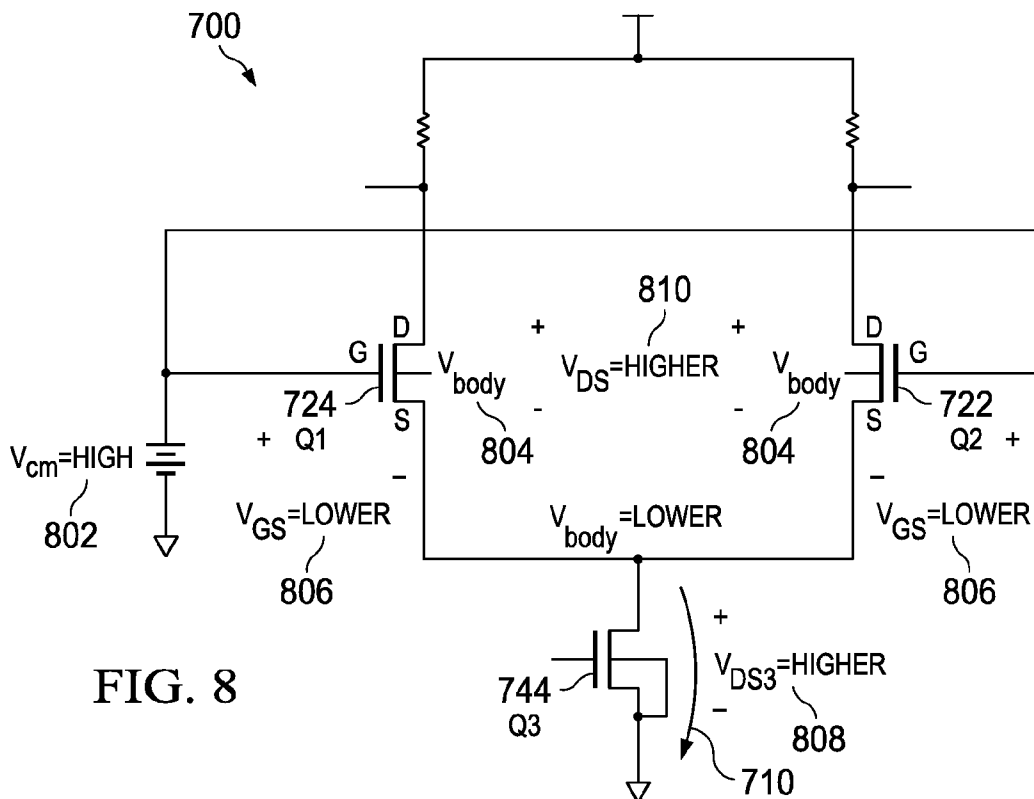 700
810
D
+
+
D
G
V_body
V_DS=HIGHER
V_body
G
724
S
-
-
S
722
+
Q1
804
804
Q2
+
V_cm=HIGH
-
-
802
V_GS=LOWER
V_body=LOWER
V_GS=LOWER
806
806
+
FIG. 8
744
V_DS3=HIGHER
Q3
-
808
710